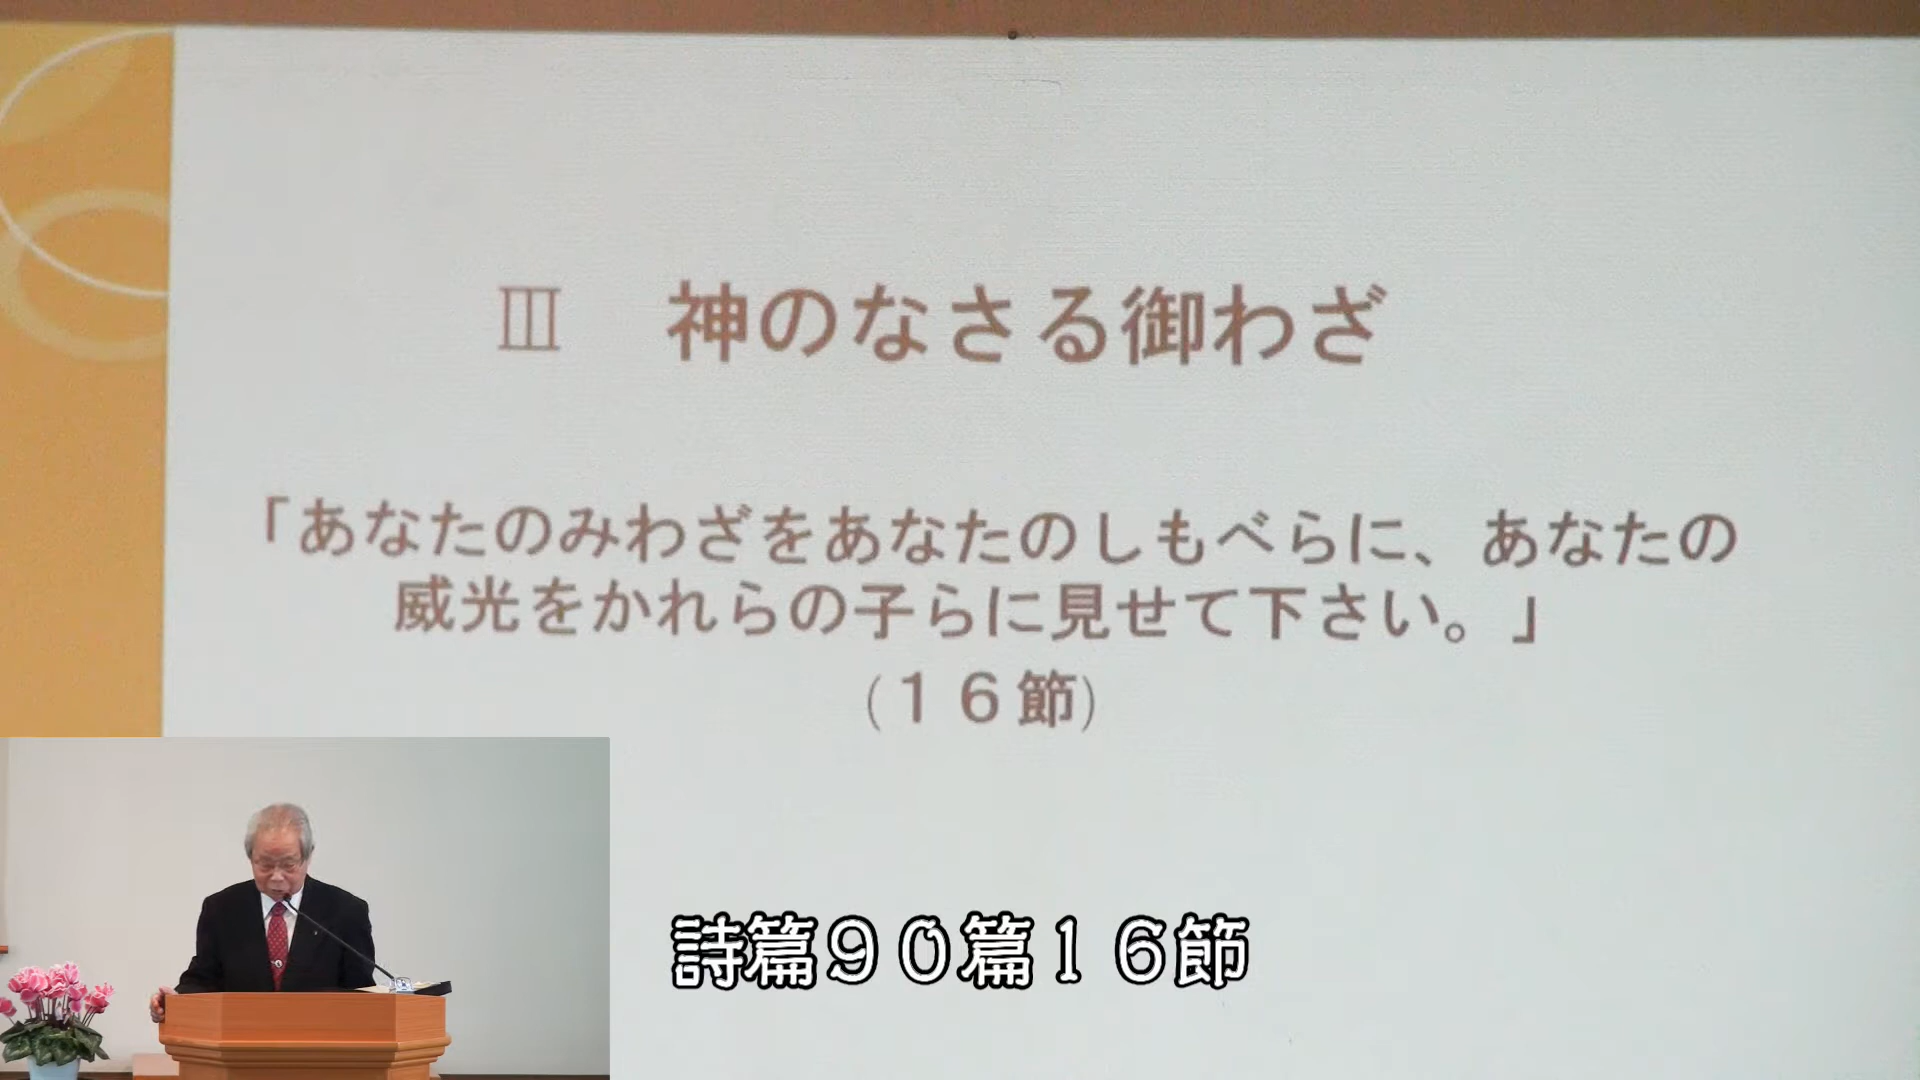 Ⅲ　神のなさる御わざ
「あなたのみわざをあなたのしもべらに、あなたの
威光をかれらの子らに見せて下さい。」
(１６節)
詩篇９０篇１６節